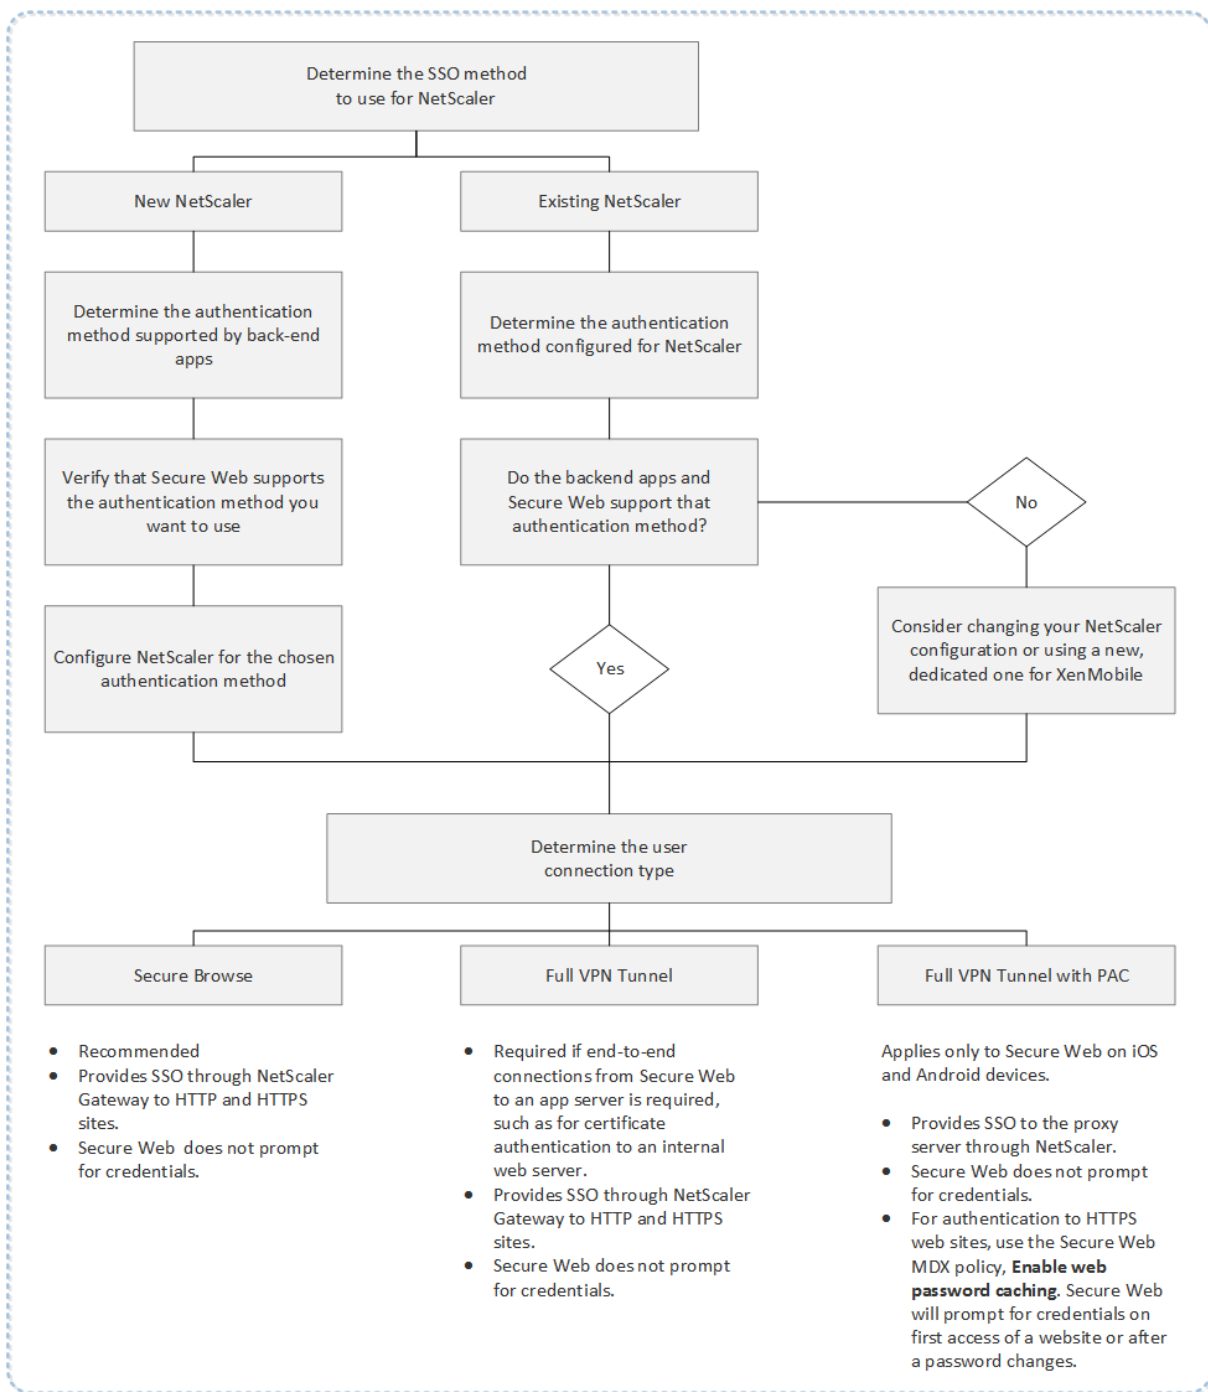 Determine the SSO method
to use for NetScaler
New NetScaler
Existing NetScaler
Determine the authentication
method supported by back-end
apps
Determine the authentication
method configured for NetScaler
Verify that Secure Web supports
the authentication method you
want to use
Do the backend apps and
Secure Web support that
authentication method?
No
Configure NetScaler for the chosen
authentication method
Yes
Consider changing your NetScaler
configuration or using a new,
dedicated one for XenMobile
Determine the user
connection type
Secure Browse
Full VPN Tunnel
Full VPN Tunnel with PAC
• Recommended
• Provides SSO through NetScaler
Gateway to HTTP and HTTPS
sites.
• Secure Web does not prompt
for credentials.
• Required if end-to-end
connections from Secure Web
to an app server is required,
such as for certificate
authentication to an internal
web server.
• Provides SSO through NetScaler
Gateway to HTTP and HTTPS
sites.
• Secure Web does not prompt
for credentials.
Applies only to Secure Web on iOS
and Android devices.
• Provides SSO to the proxy
server through NetScaler.
• Secure Web does not prompt
for credentials.
• For authentication to HTTPS
web sites, use the Secure Web
MDX policy, Enable web
password caching. Secure Web
will prompt for credentials on
first access of a website or after
a password changes.